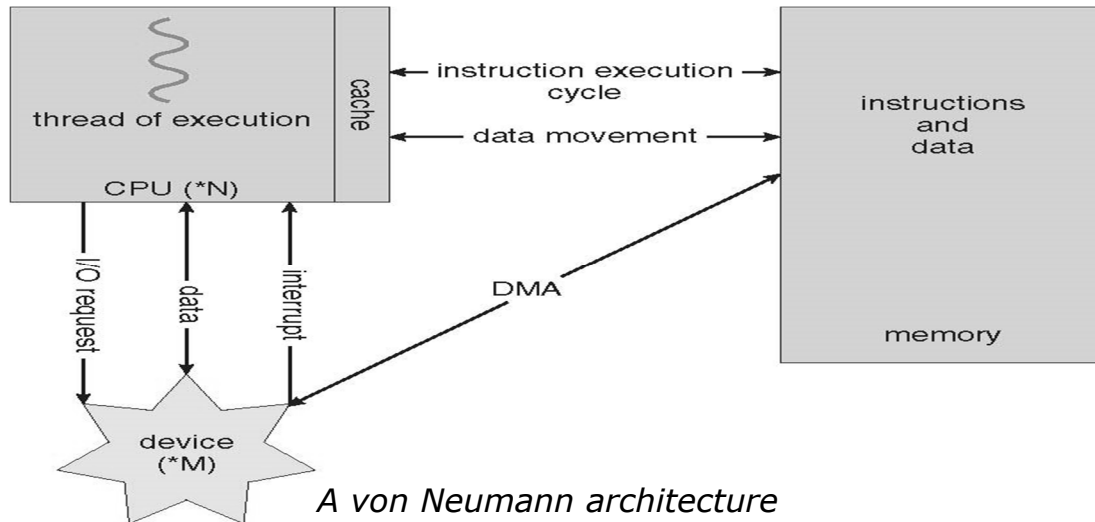 thread of execution
cache
CPU (*N)
instruction execution
cycle
data movement
instructions
and
data
memory
I/O request
data
interrupt
DMA
device
(*M)
A von Neumann architecture